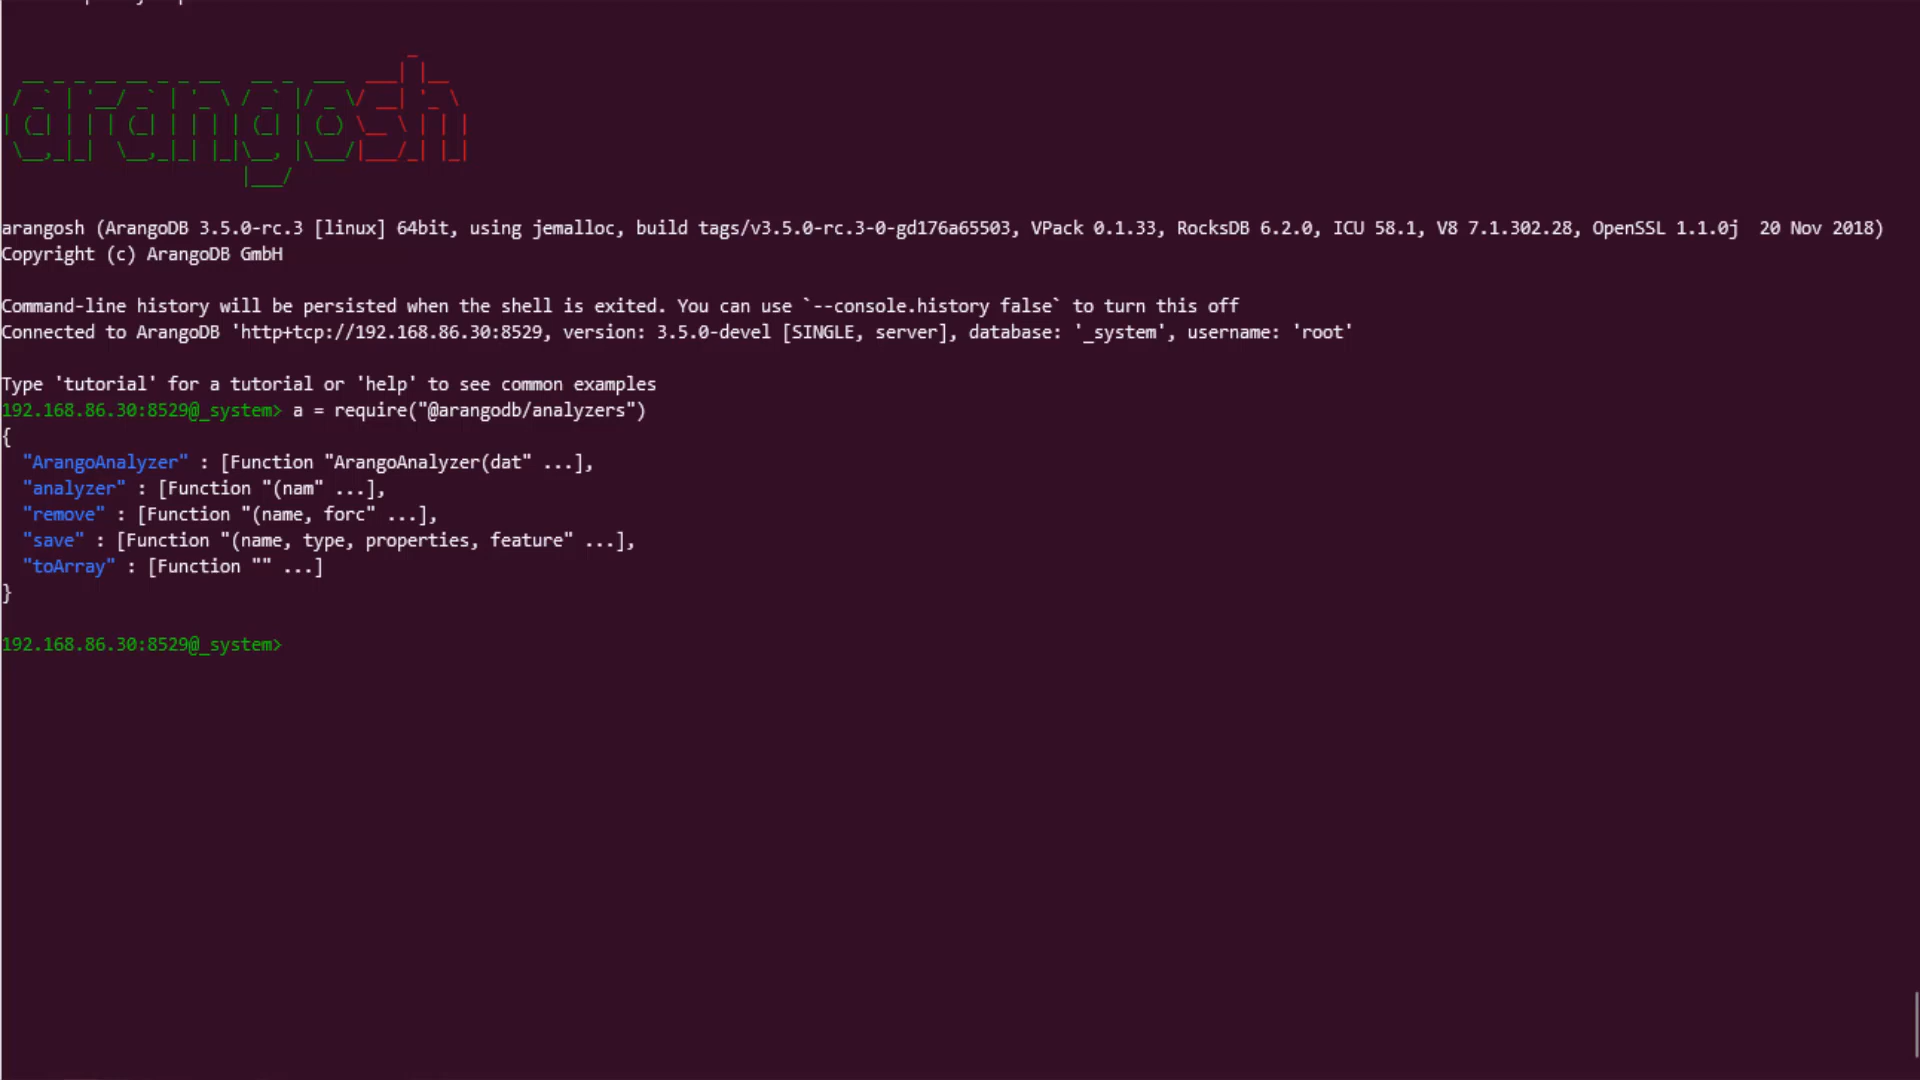 arangosh
arangosh (ArangoDB 3.5.0-rc.3 [linux] 64bit, using jemalloc, build tags/v3.5.0-rc.3-0-gd176a65503, VPack 0.1.33, RocksDB 6.2.0, ICU 58.1, V8 7.1.302.28, OpenSSL 1.1.0j  20 Nov 2018)
Copyright (c) ArangoDB GmbH
Command-line history will be persisted when the shell is exited. You can use `--console.history false` to turn this off
Connected to ArangoDB 'http+tcp://192.168.86.30:8529, version: 3.5.0-devel [SINGLE, server], database: '_system', username: 'root'
Type 'tutorial' for a tutorial or 'help' to see common examples
192.168.86.30:8529@_system> a = require("@arangodb/analyzers")
{
  "ArangoAnalyzer" : [Function "ArangoAnalyzer(dat" ...],
  "analyzer" : [Function "(nam" ...],
  "remove" : [Function "(name, forc" ...],
  "save" : [Function "(name, type, properties, feature" ...],
  "toArray" : [Function "" ...]
}
192.168.86.30:8529@_system>